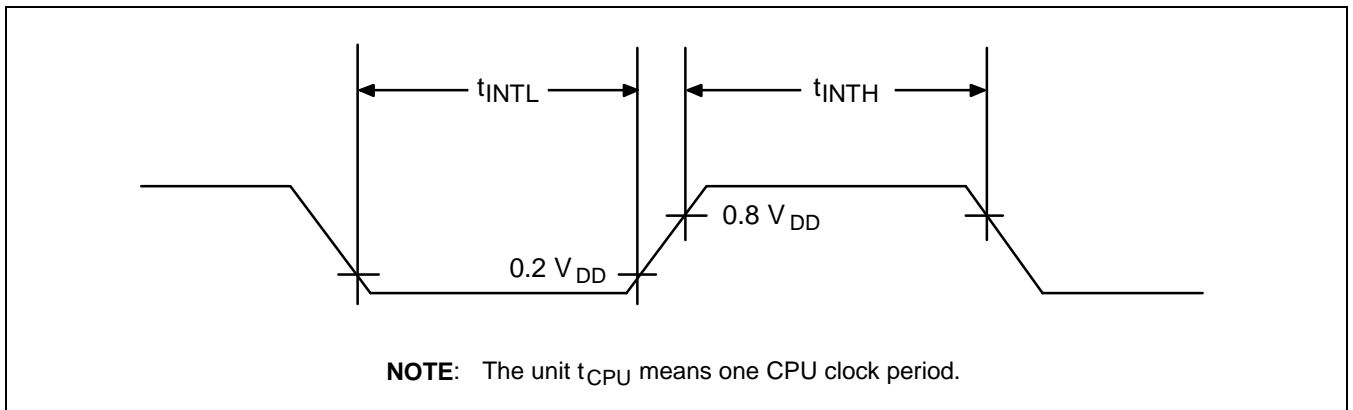 tINTL
tINTH
0.8 VDD
0.2 VDD
NOTE: The unit tCPU means one CPU clock period.